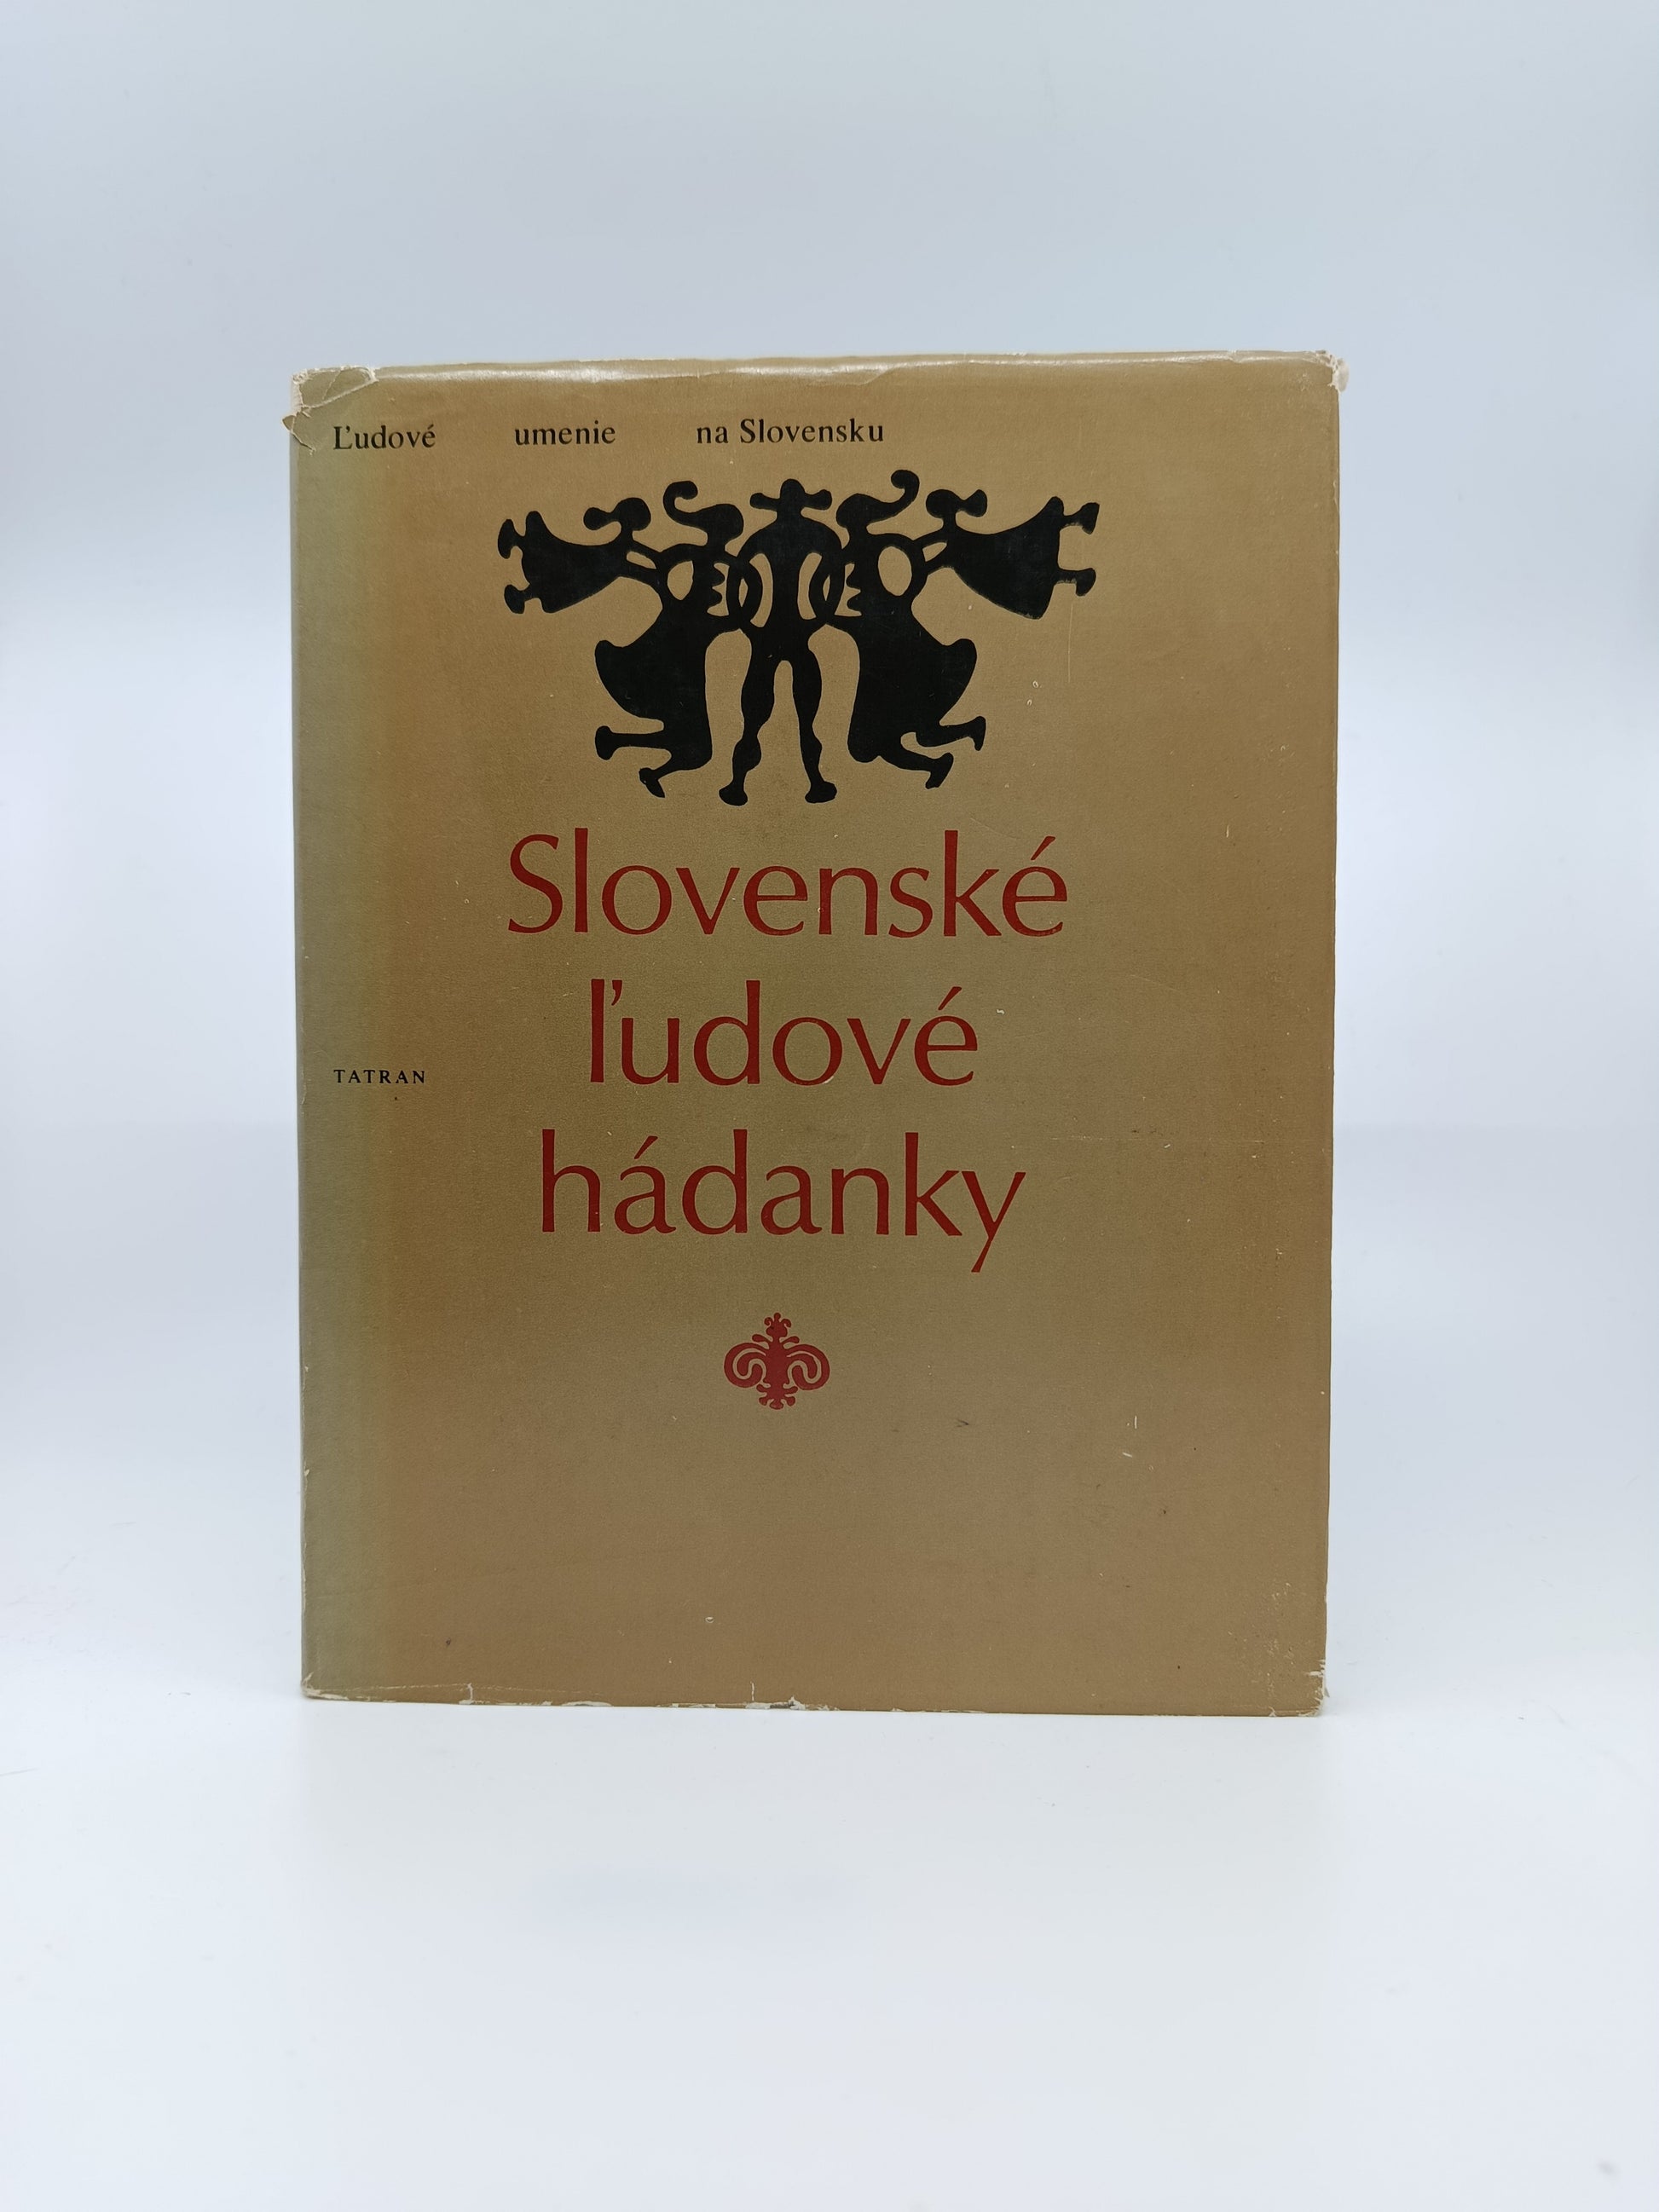 Ľudové umenie na Slovensku
Slovenské
ľudové
TATRAN
hádanky